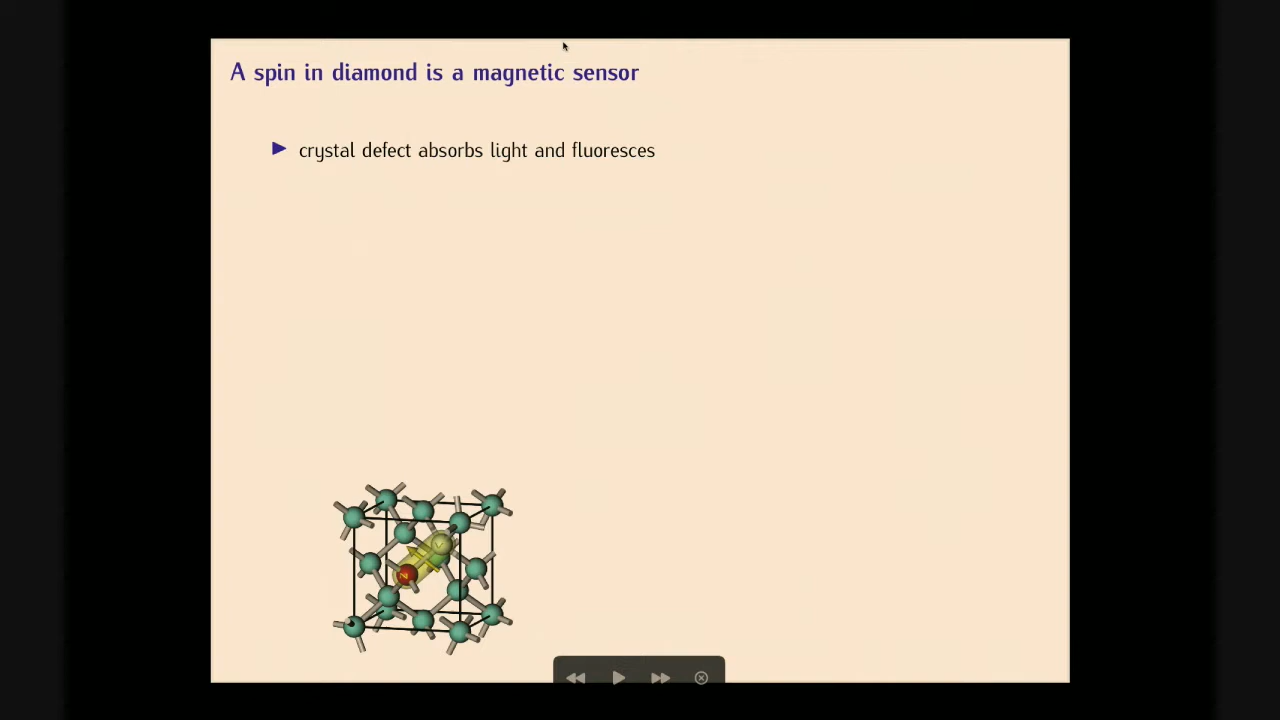 A spin in diamond is a magnetic sensor
► crystal defect absorbs light and fluoresces
V
N